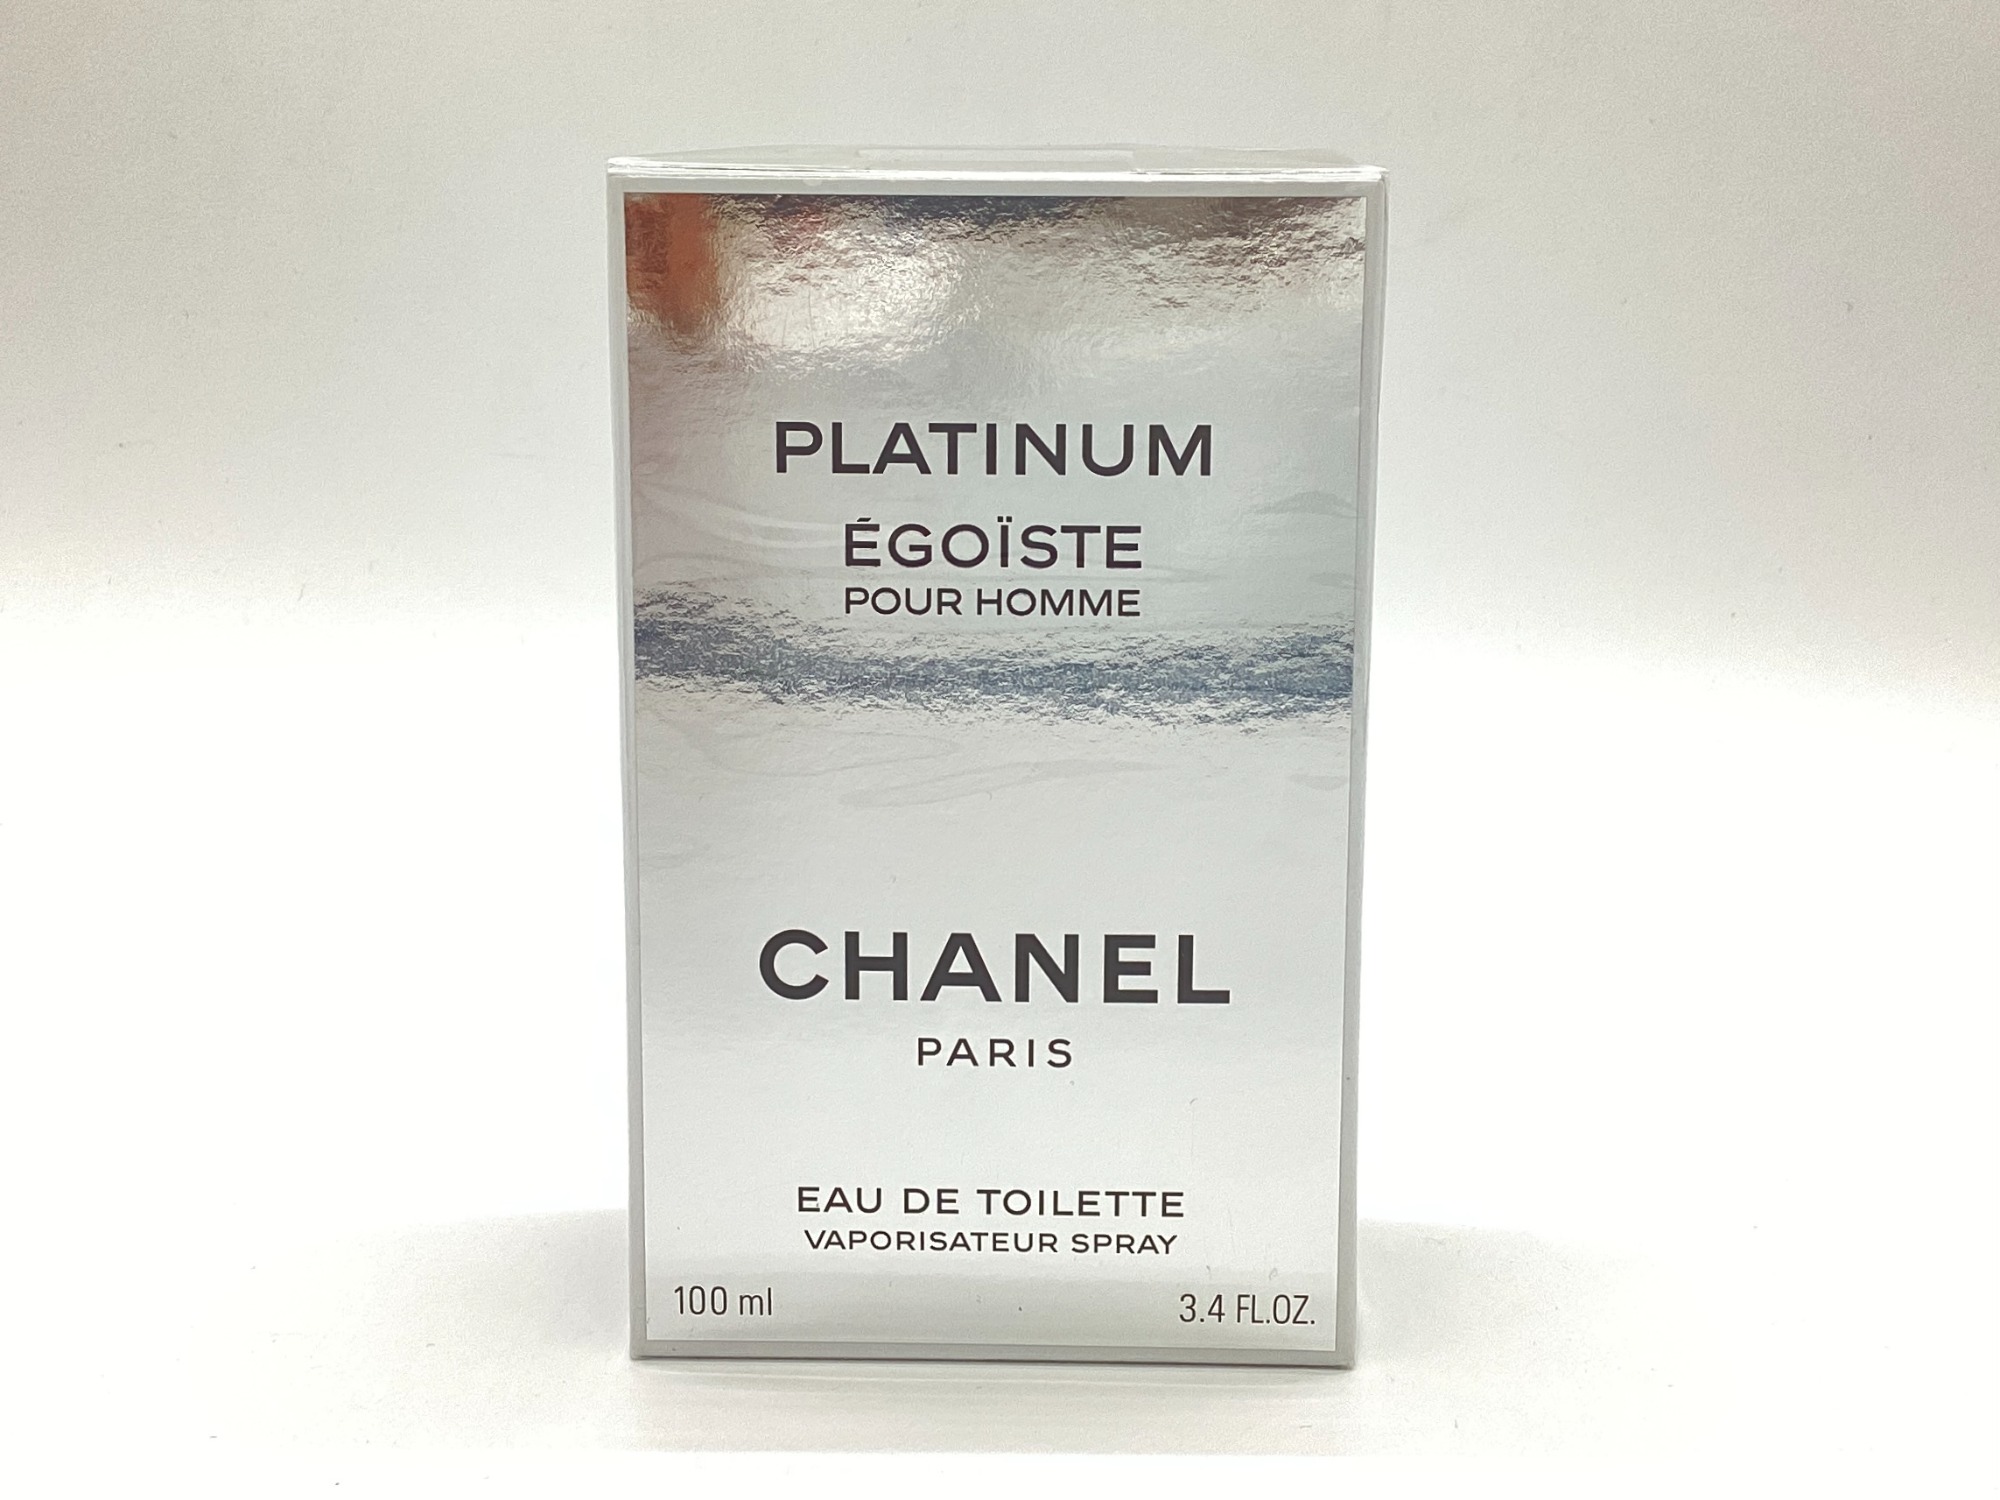 PLATINUM
ÉGOÏSTE
POUR HOMME
CHANEL
PARIS
EAU DE TOILETTE
VAPORISATEUR SPRAY
100 ml
3.4 FL.OZ.